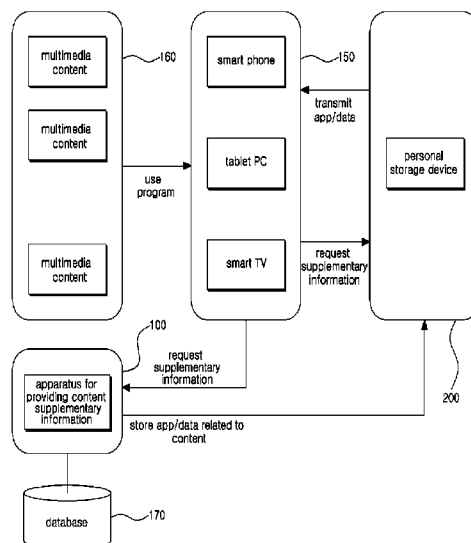 multimedia
content
160
multimedia
content
multimedia
content
use
program
smart phone
150
tablet PC
smart TV
transmit
app/data
request
supplementary
information
personal
storage device
200
100
request
supplementary
information
apparatus for
providing content
supplementary
information
store app/data related to
content
database
170